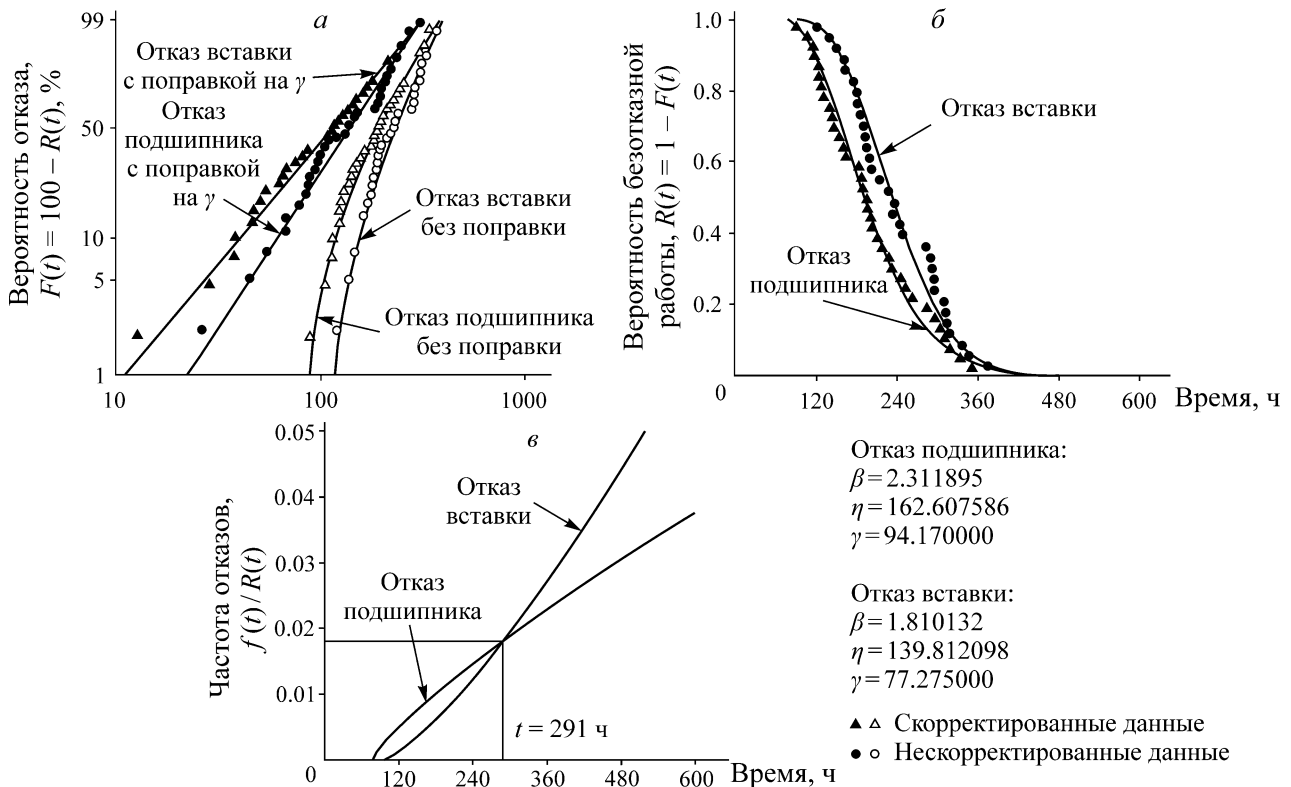 а
Вероятность отказа,
F(t) = 100 – R(t), %
99
50
10
5
1
10
100
1000
Отказ вставки
с поправкой на γ
Отказ
подшипника
с поправкой
на γ
Отказ вставки
без поправки
Отказ подшипника
без поправки
б
Вероятность безотказной
работы, R(t) = 1 – F(t)
1.0
0.8
0.6
0.4
0.2
0
120
240
360
480
600
Время, ч
Отказ вставки
Отказ
подшипника
в
Частота отказов,
f(t)/R(t)
0.05
0.04
0.03
0.02
0.01
0
120
240
360
480
600
Время, ч
Отказ
вставки
Отказ
подшипника
t = 291 ч
Отказ подшипника:
β=2.311895
η=162.607586
γ=94.170000
Отказ вставки:
β=1.810132
η=139.812098
γ=77.275000
Скорректированные данные
Нескорректированные данные